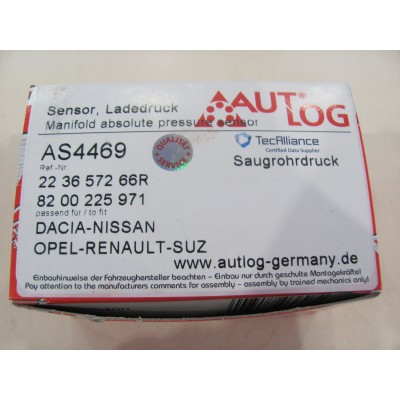 Sensor, Ladedruck
Manifold absolute pressure sensor
AUTLOG
AS4469
QUALITÄT
TecAlliance
Certified Data Supplier
Saugrohrdruck
Ref-Nr.
22 36 572 66R
82 00 225 971
passend für / to fit
DACIA-NISSAN
OPEL-RENAULT-SUZ
www.autlog-germany.de
Einbauhinweise der Fahrzeughersteller beachten - Einbau nur durch geschulte Montagekräfte!
Pay attention to the manufacturers comments for assembly - assembly by trained mechanics only!